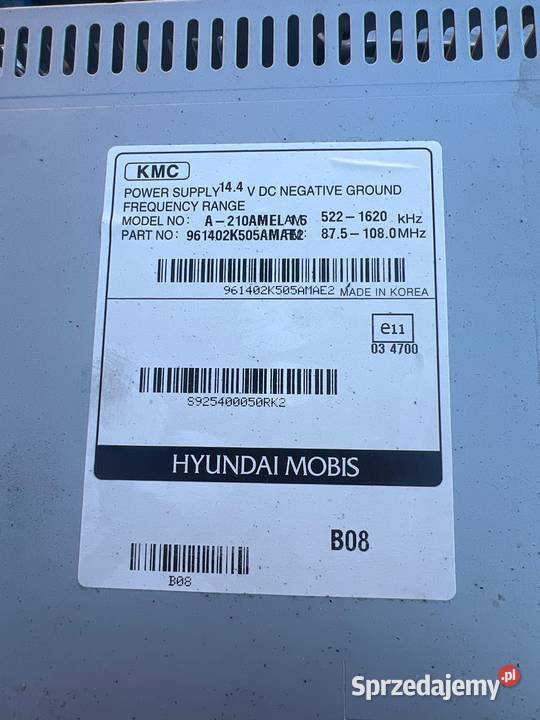 KMC
POWER SUPPLY 14.4 V DC NEGATIVE GROUND
FREQUENCY RANGE
MODEL NO: A-210AMEL 522-1620 kHz
PART NO: 961402K505AMAE2 87.5-108.0MHz
961402K505AMAE2 MADE IN KOREA
e11
03 4700
S925400050RK2
HYUNDAI MOBIS
B08
B08
Sprzedajemy.pl